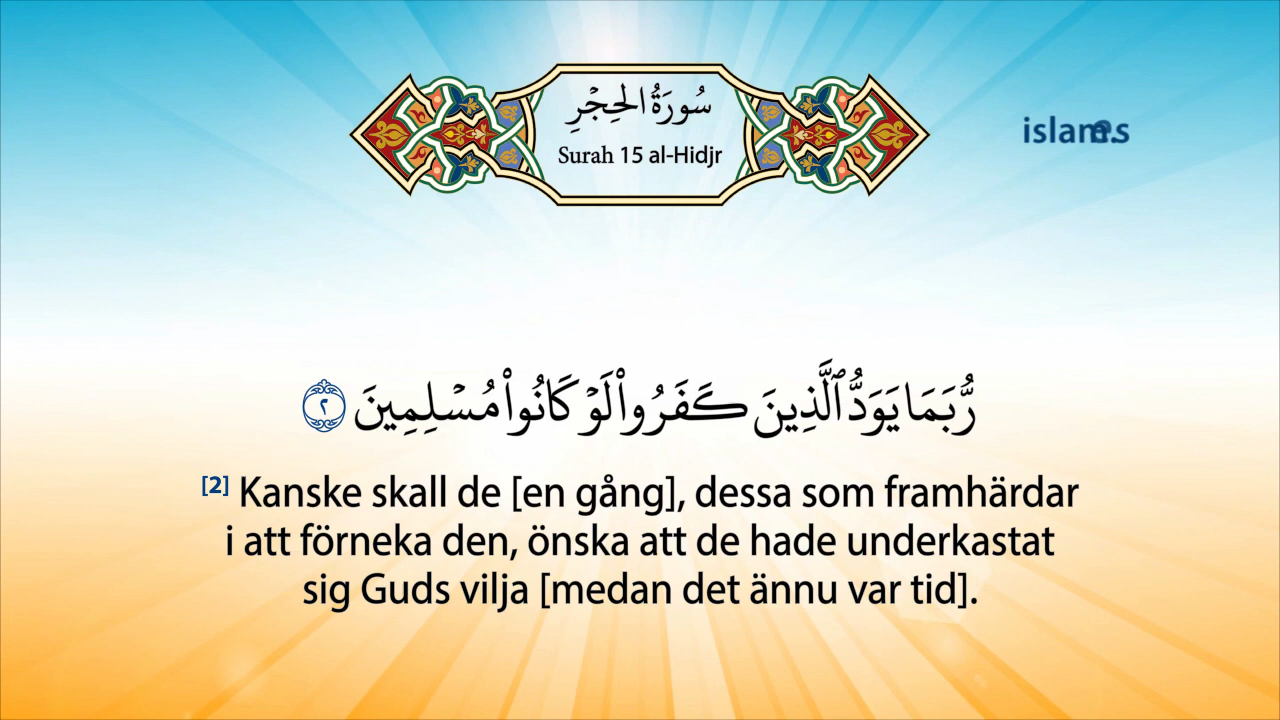 سُورَةُ الحِجْرِ
Surah 15 al-Hidjr
رُّبَمَا يَوَدُّ ٱلَّذِينَ كَفَرُوا۟ لَوْ كَانُوا۟ مُسْلِمِينَ ٢
[2] Kanske skall de [en gång], dessa som framhärdar
i att förneka den, önska att de hade underkastat
sig Guds vilja [medan det ännu var tid].